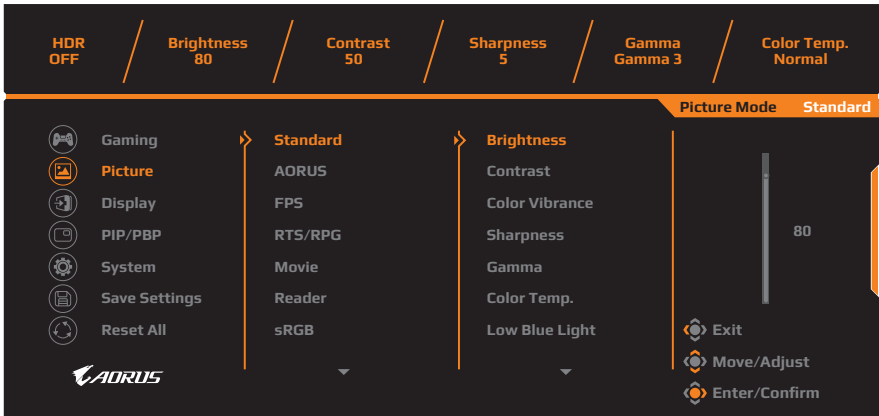 HDR
OFF
Brightness
80
Contrast
50
Sharpness
5
Gamma
Gamma 3
Color Temp.
Normal
Picture Mode Standard
Gaming
Picture
Display
PIP/PBP
System
Save Settings
Reset All
Standard
AORUS
FPS
RTS/RPG
Movie
Reader
sRGB
Brightness
Contrast
Color Vibrance
Sharpness
Gamma
Color Temp.
Low Blue Light
80
Exit
Move/Adjust
Enter/Confirm
AORUS